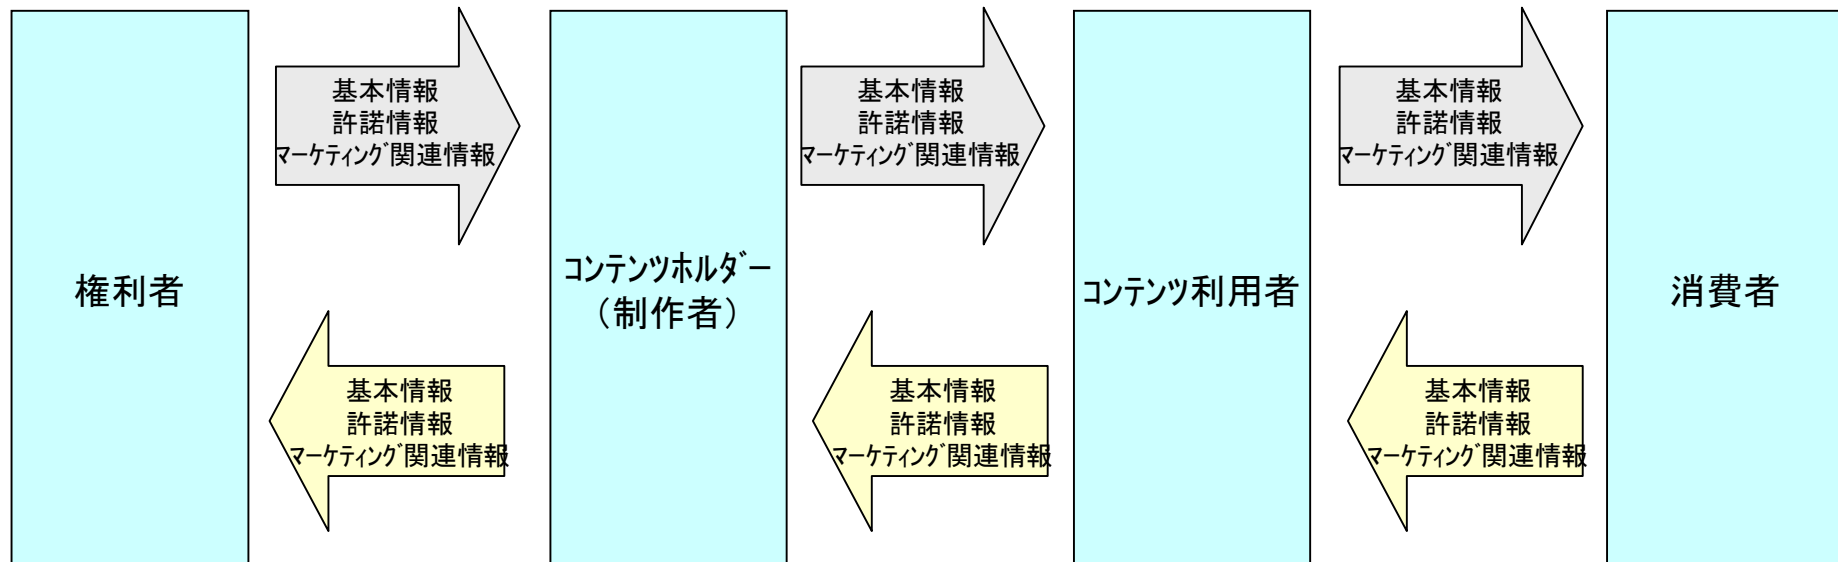 権利者
基本情報
許諾情報
マーケティング関連情報
基本情報
許諾情報
マーケティング関連情報
コンテンツホルダー
（制作者）
基本情報
許諾情報
マーケティング関連情報
基本情報
許諾情報
マーケティング関連情報
コンテンツ利用者
基本情報
許諾情報
マーケティング関連情報
基本情報
許諾情報
マーケティング関連情報
消費者